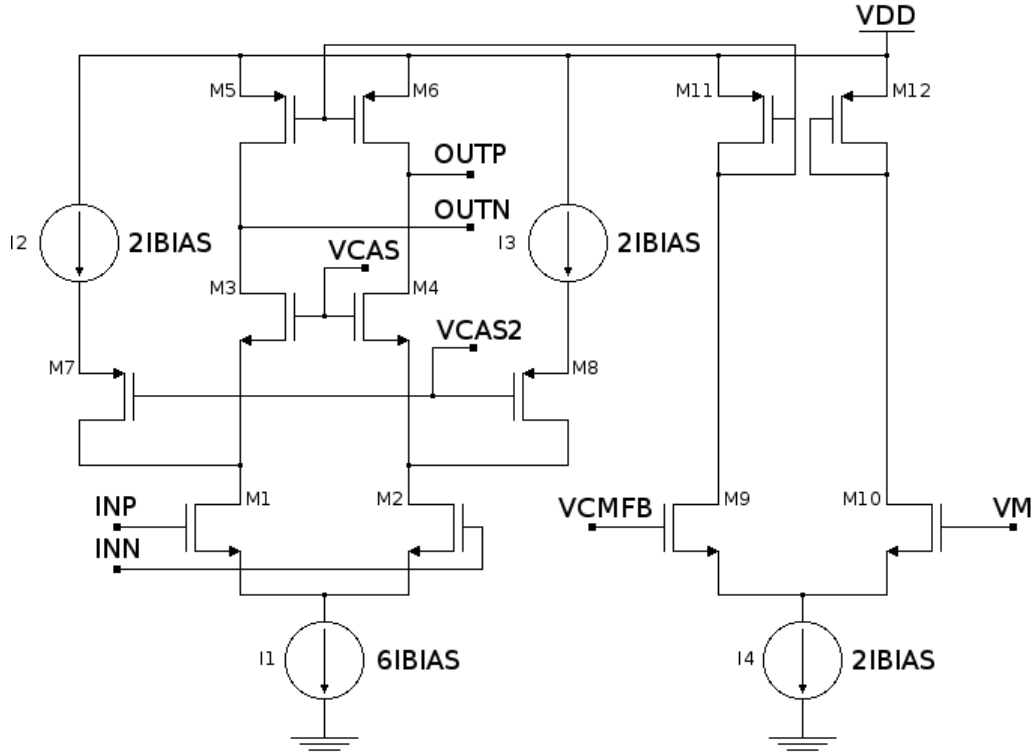 VDD
M5
M6
M11
M12
OUTP
OUTN
I2
2IBIAS
VCAS
I3
2IBIAS
M3
M4
VCAS2
M7
M8
INP
M1
M2
VCMFB
M9
M10
VM
INN
I1
6IBIAS
I4
2IBIAS